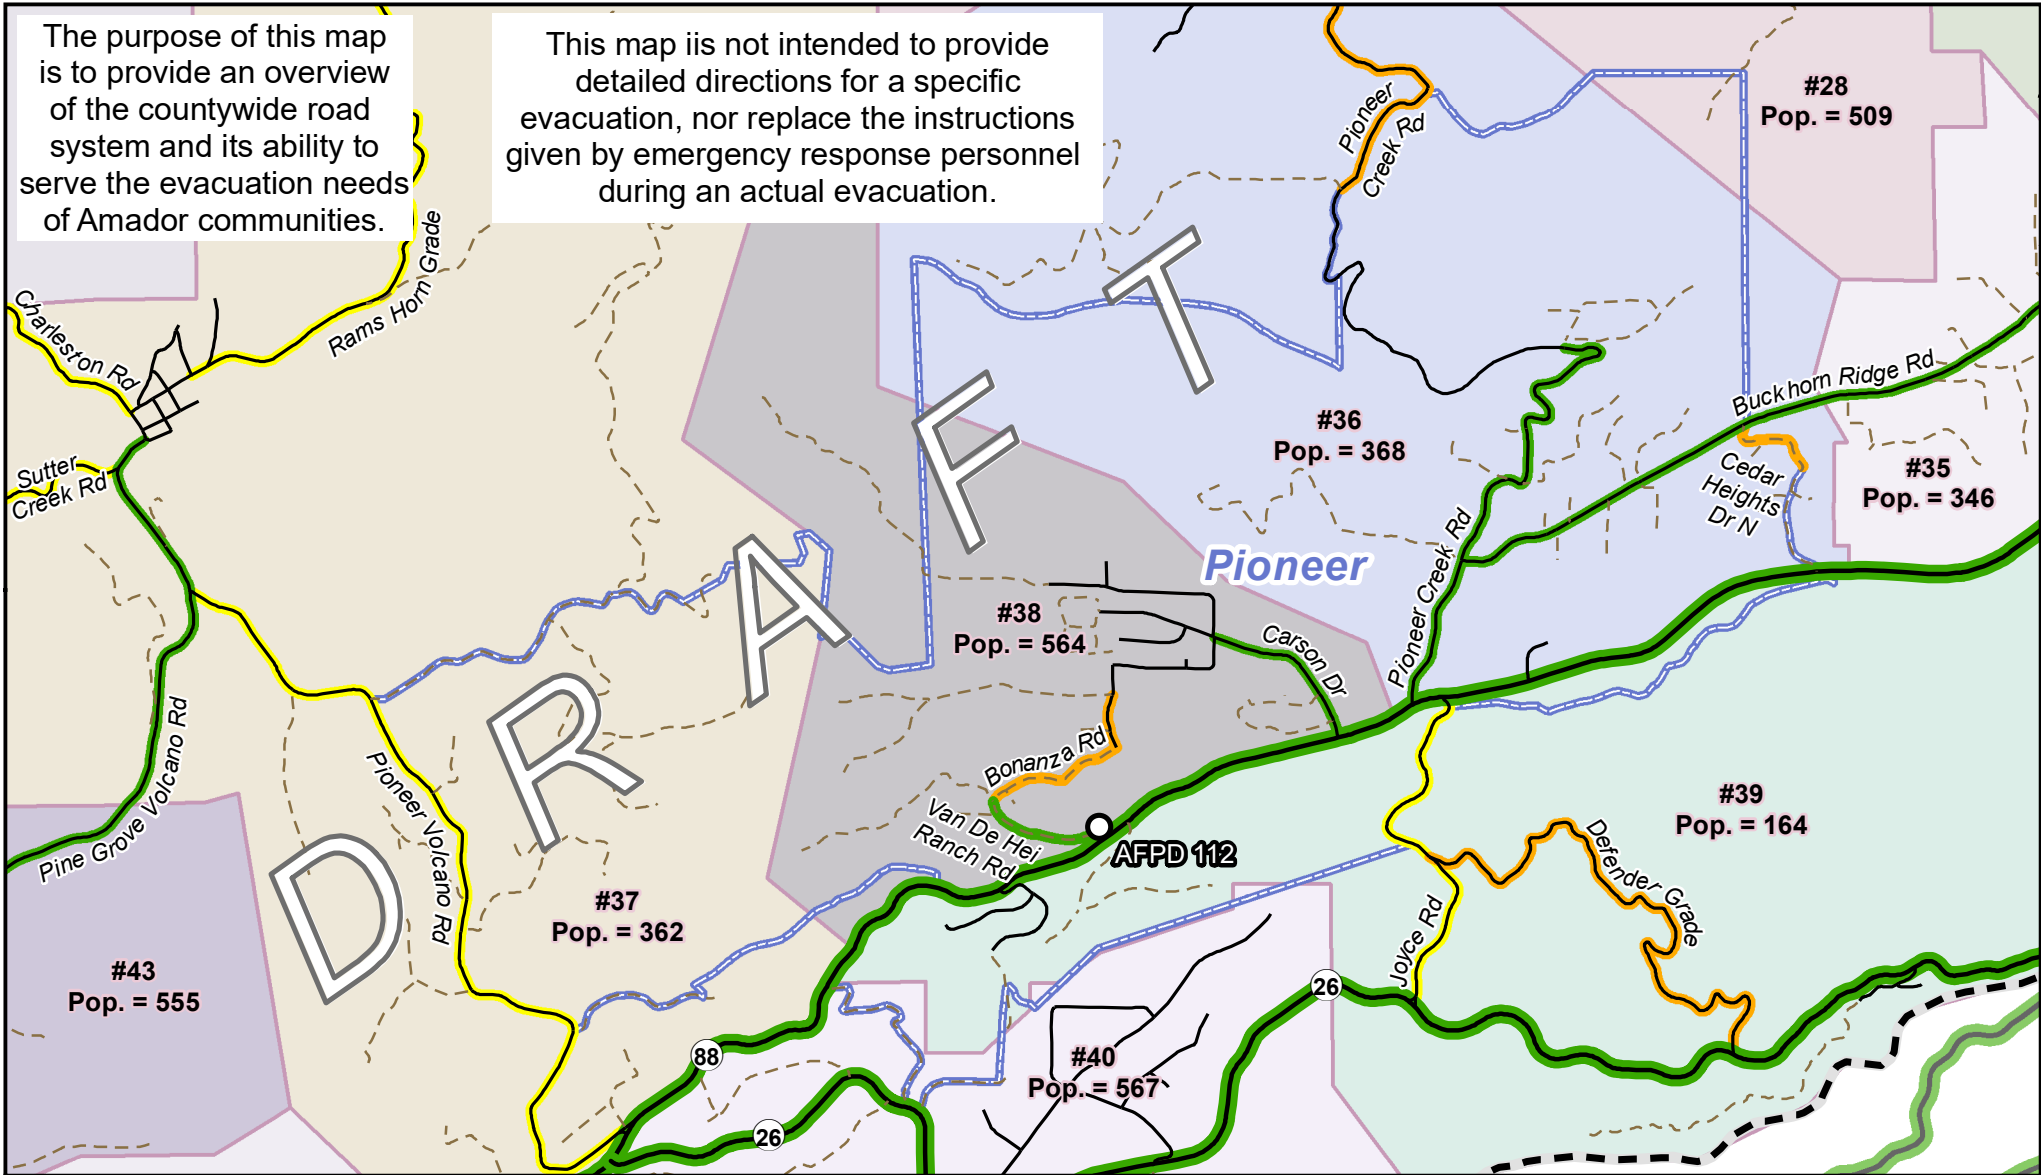 The purpose of this map
is to provide an overview
of the countywide road
system and its ability to
serve the evacuation needs
of Amador communities.
This map iis not intended to provide
detailed directions for a specific
evacuation, nor replace the instructions
given by emergency response personnel
during an actual evacuation.
#28
Pop. = 509
Pioneer
Creek Rd
Rams Horn Grade
Charleston Rd
DRAFT
Buckhorn Ridge Rd
#36
Pop. = 368
Sutter
Creek Rd
Cedar
Heights
Dr N
#35
Pop. = 346
Pioneer
Pioneer Creek Rd
#38
Pop. = 564
Carson Dr
Pine Grove Volcano Rd
Pioneer Volcano Rd
Bonanza Rd
Van De Hei
Ranch Rd
AFPD 112
#39
Pop. = 164
Defender Grade
#37
Pop. = 362
Joyce Rd
#43
Pop. = 555
26
88
#40
Pop. = 567
26